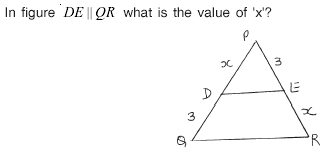 In figure DE || QR what is the value of 'x'?
P
x 3
D E
3 x
Q R